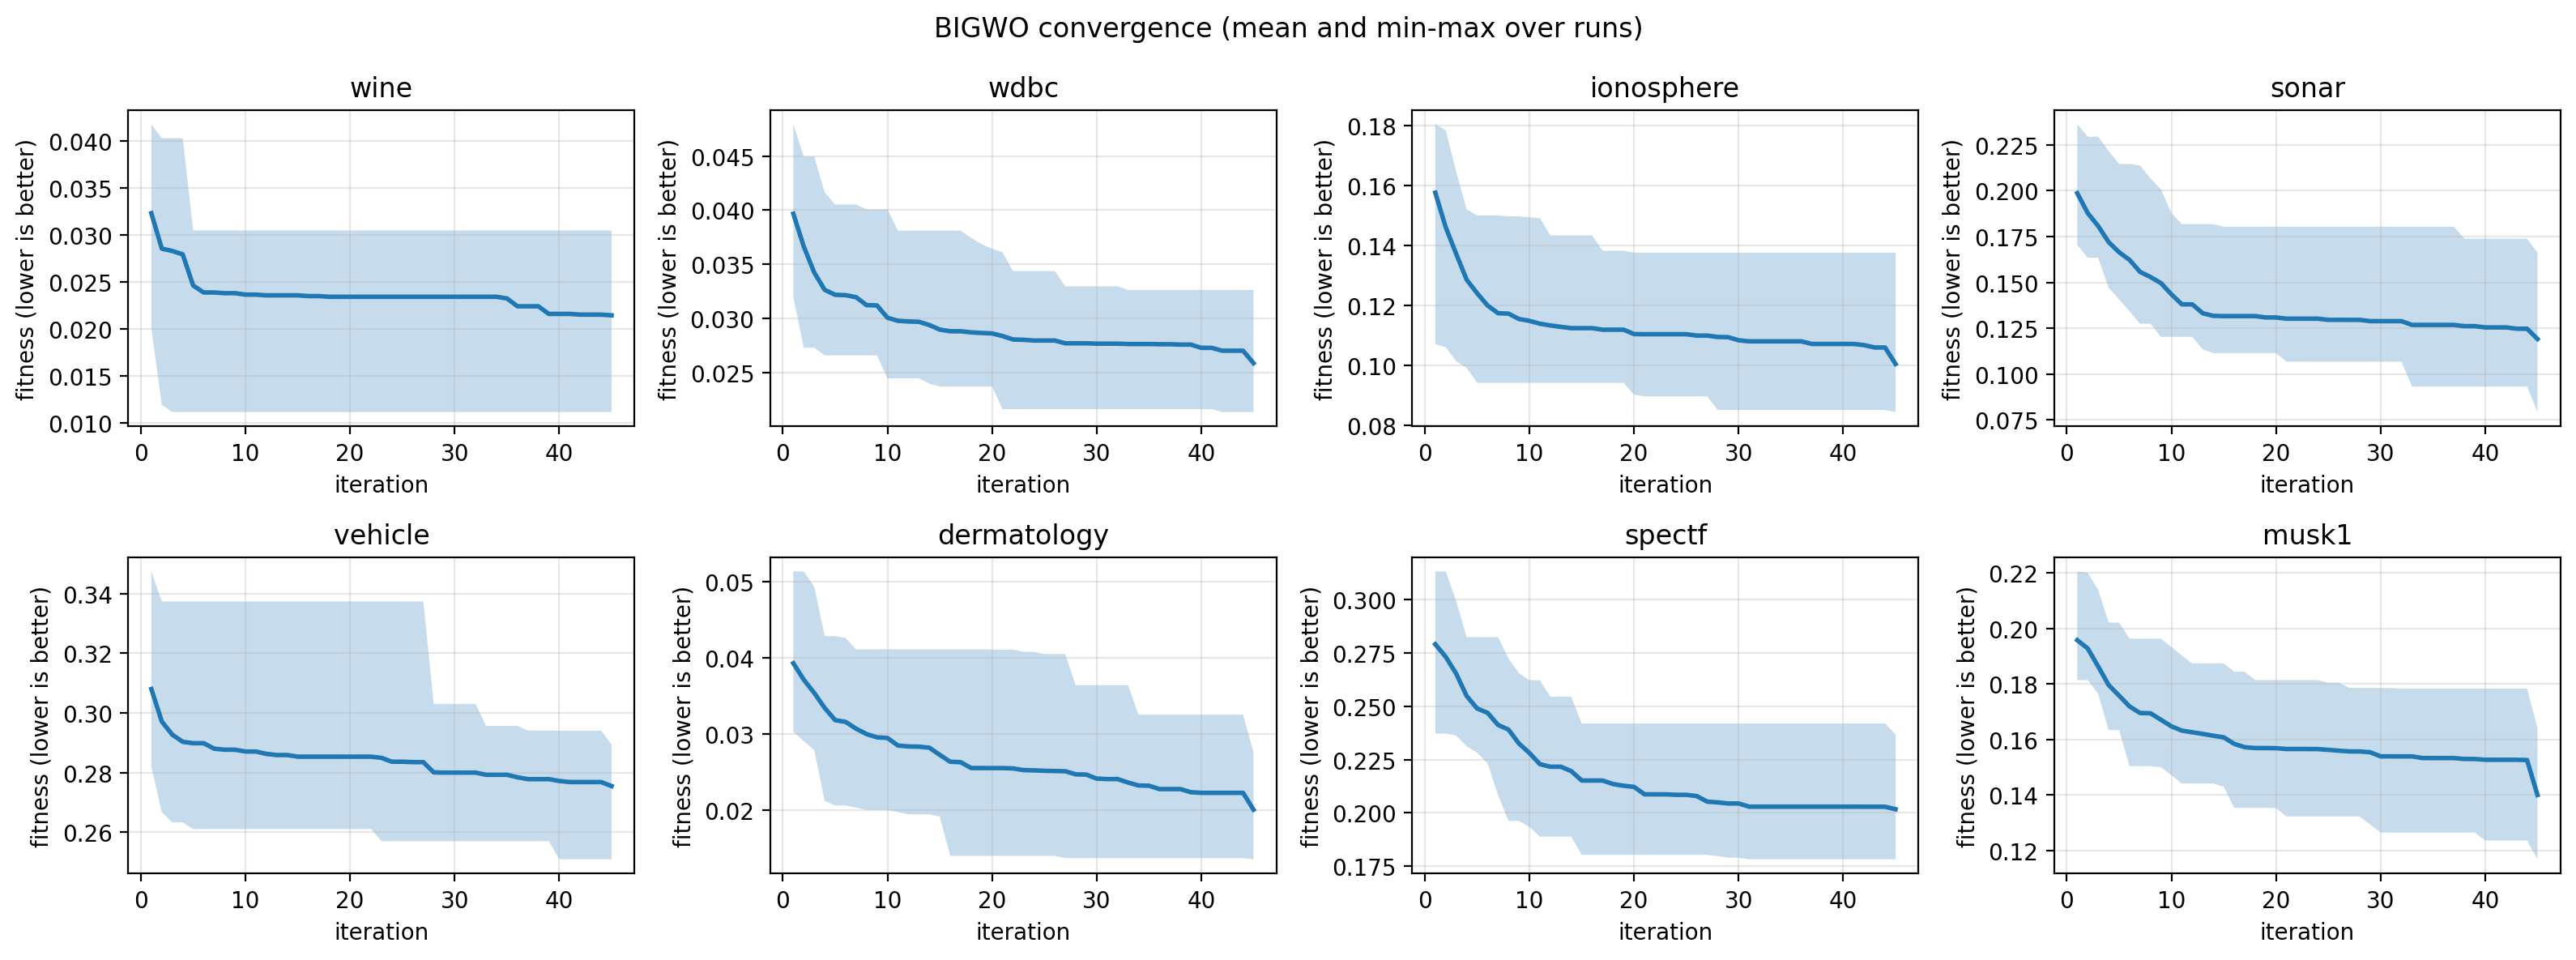 BIGWO convergence (mean and min-max over runs)
wine
fitness (lower is better)
0.040
0.035
0.030
0.025
0.020
0.015
0.010
0 10 20 30 40
iteration
wdbc
fitness (lower is better)
0.045
0.040
0.035
0.030
0.025
0 10 20 30 40
iteration
ionosphere
fitness (lower is better)
0.18
0.16
0.14
0.12
0.10
0.08
0 10 20 30 40
iteration
sonar
fitness (lower is better)
0.225
0.200
0.175
0.150
0.125
0.100
0.075
0 10 20 30 40
iteration
vehicle
fitness (lower is better)
0.34
0.32
0.30
0.28
0.26
0 10 20 30 40
iteration
dermatology
fitness (lower is better)
0.05
0.04
0.03
0.02
0 10 20 30 40
iteration
spectf
fitness (lower is better)
0.300
0.275
0.250
0.225
0.200
0.175
0 10 20 30 40
iteration
musk1
fitness (lower is better)
0.22
0.20
0.18
0.16
0.14
0.12
0 10 20 30 40
iteration